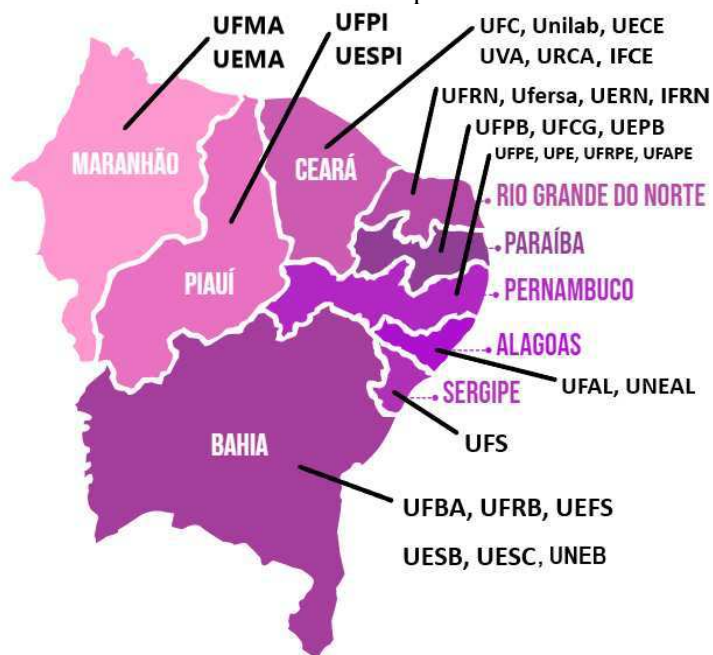 UFMA
UEMA
UFPI
UESPI
UFC, Unilab, UECE
UVA, URCA, IFCE
UFRN, Ufersa, UERN, IFRN
UFPB, UFCG, UEPB
UFPE, UPE, UFRPE, UFAPE
MARANHÃO
CEARÁ
RIO GRANDE DO NORTE
PARAÍBA
PIAUÍ
PERNAMBUCO
ALAGOAS
UFAL, UNEAL
SERGIPE
UFS
BAHIA
UFBA, UFRB, UEFS
UESB, UESC, UNEB